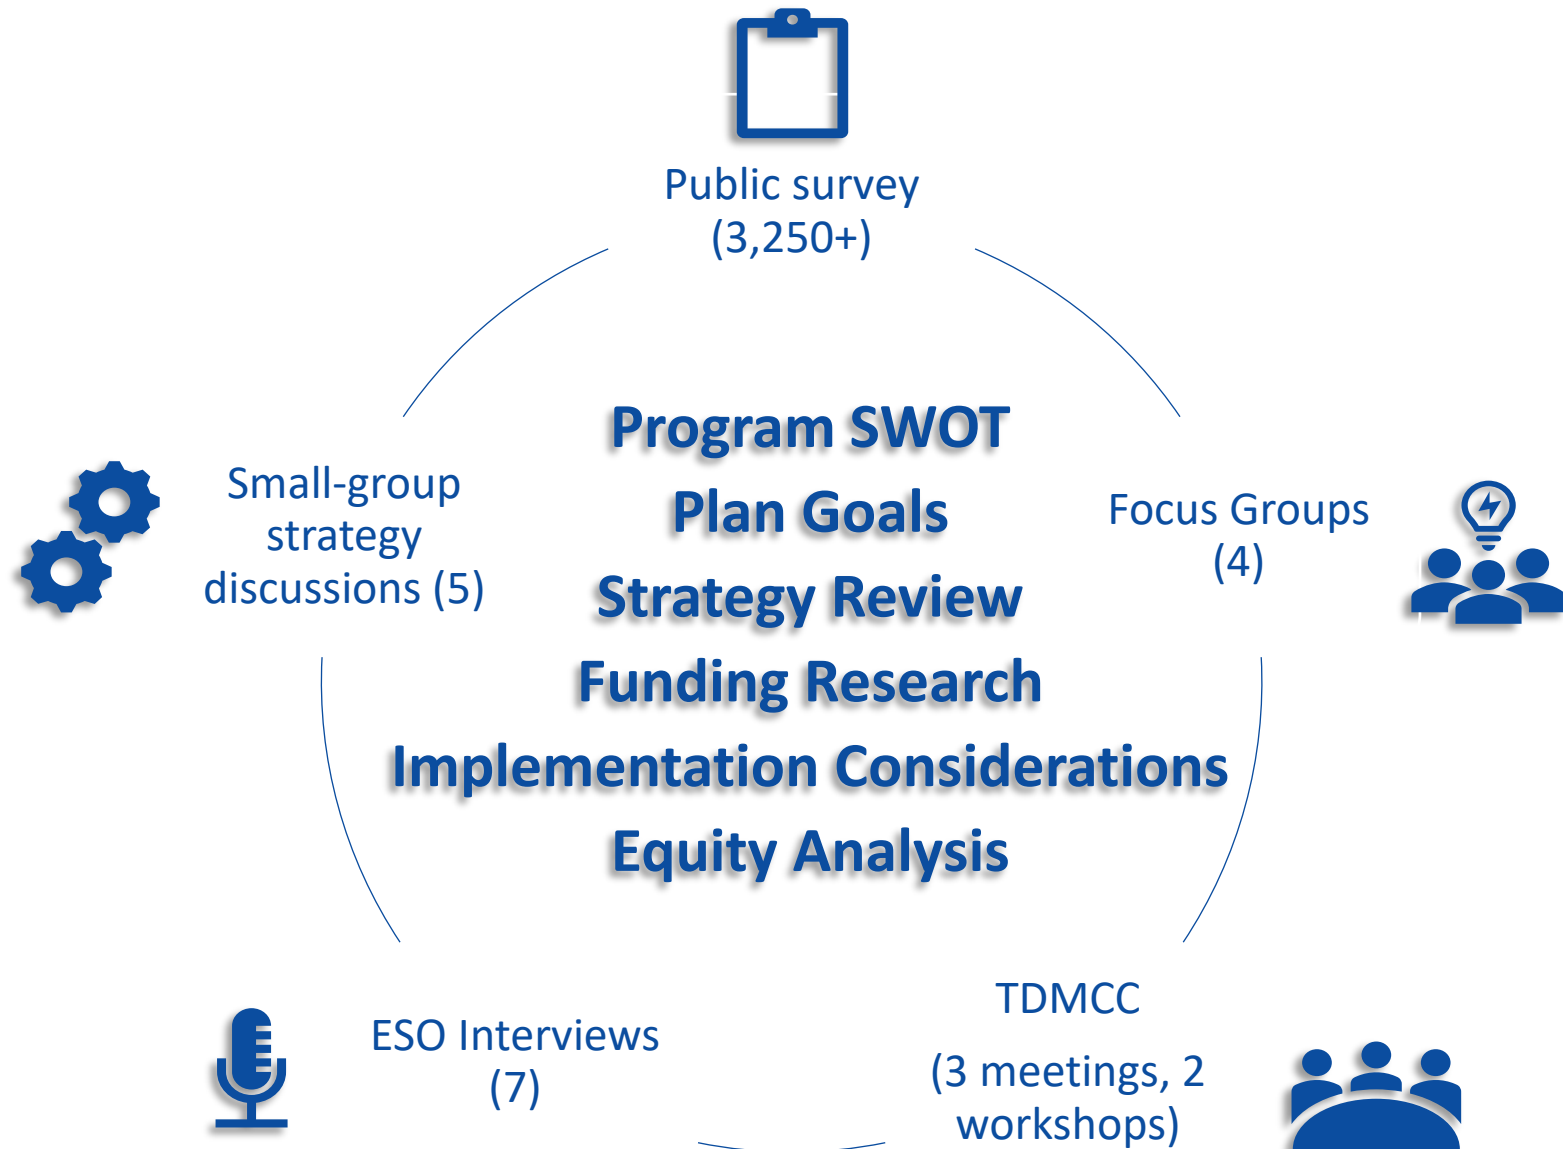 Public survey
(3,250+)
Small-group
strategy
discussions (5)
Program SWOT
Plan Goals
Strategy Review
Funding Research
Implementation Considerations
Equity Analysis
Focus Groups
(4)
ESO Interviews
(7)
TDMCC
(3 meetings, 2
workshops)